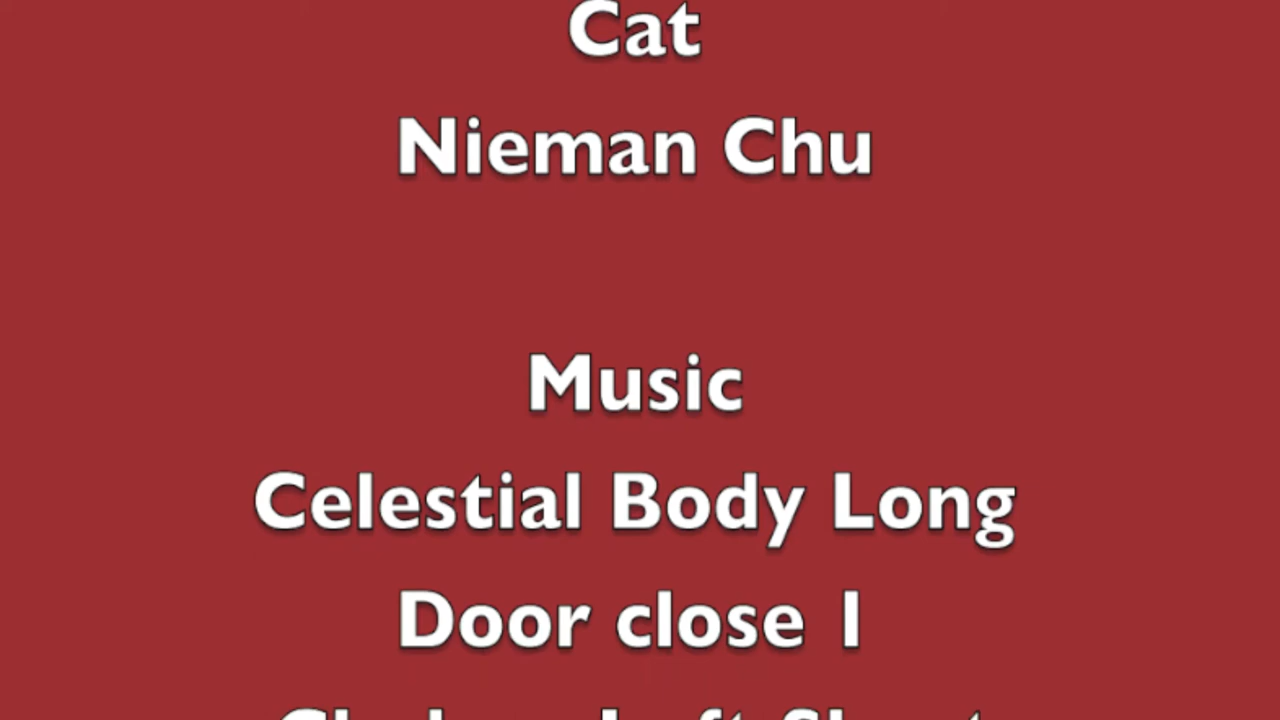 Cat
Nieman Chu
Music
Celestial Body Long
Door close 1